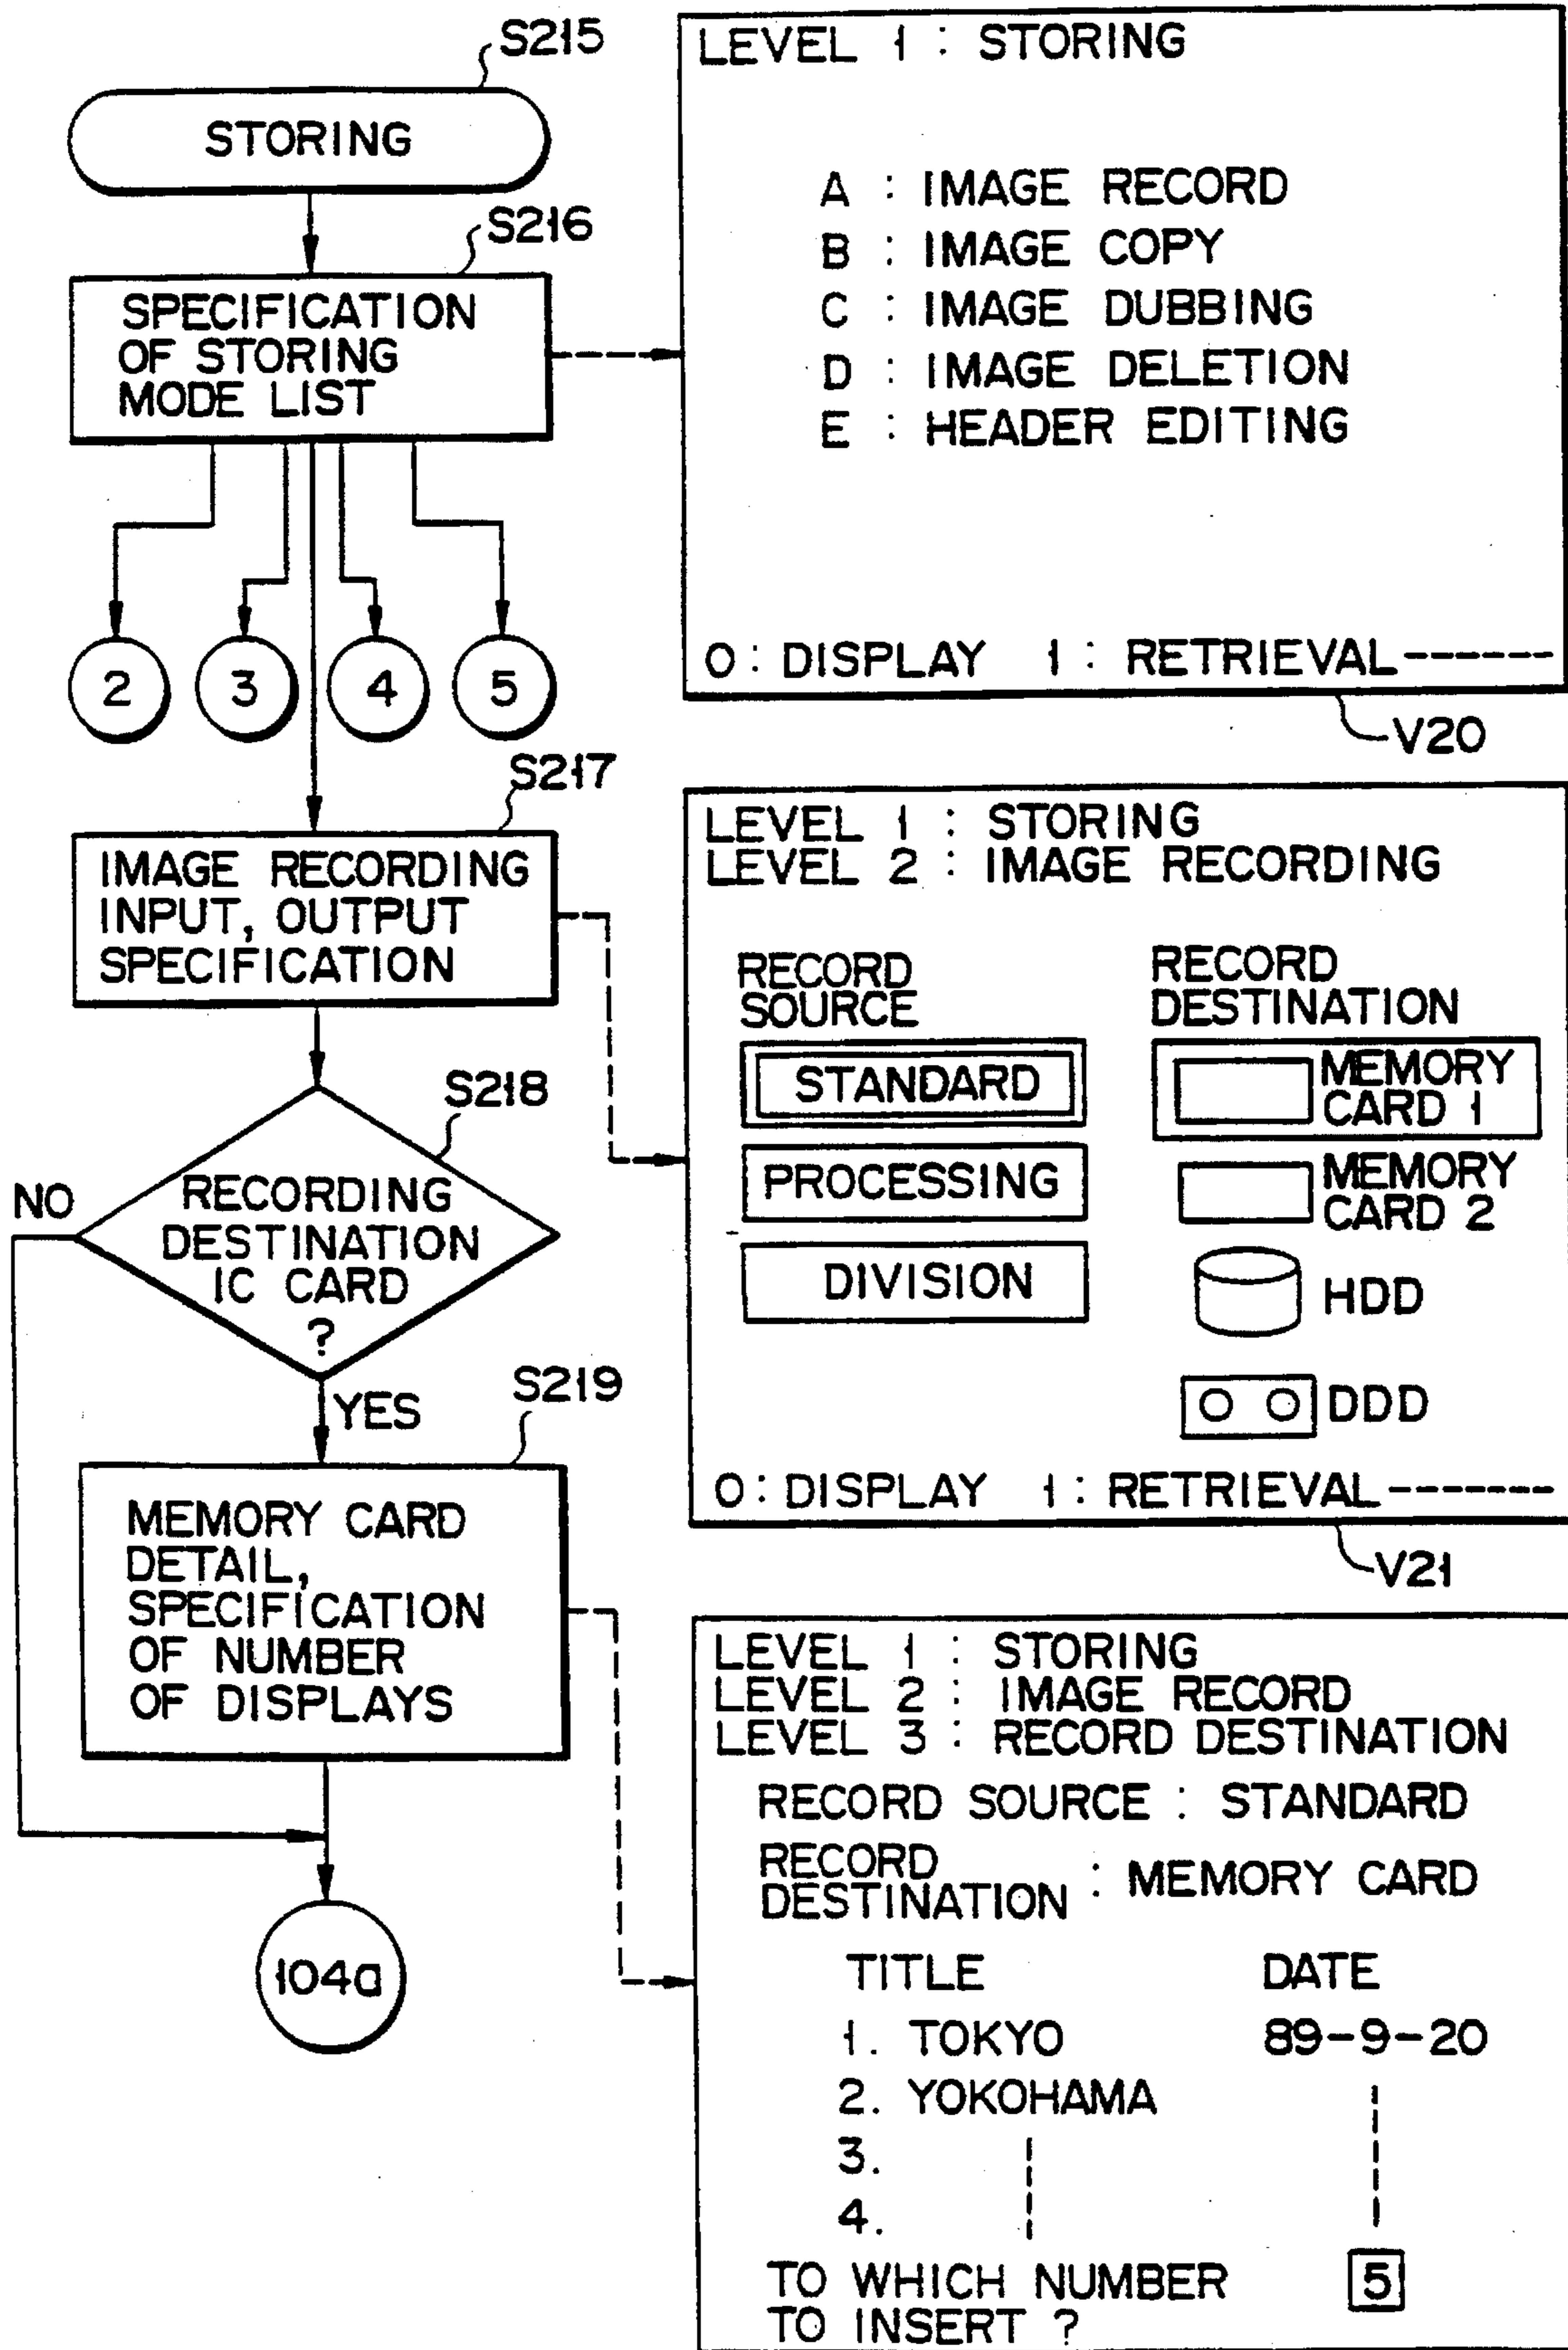 S215
STORING
S216
SPECIFICATION
OF STORING
MODE LIST
2 3 4 5
S217
IMAGE RECORDING
INPUT, OUTPUT
SPECIFICATION
S218
NO
RECORDING
DESTINATION
IC CARD
?
YES
S219
MEMORY CARD
DETAIL,
SPECIFICATION
OF NUMBER
OF DISPLAYS
104a
LEVEL 1 : STORING
A : IMAGE RECORD
B : IMAGE COPY
C : IMAGE DUBBING
D : IMAGE DELETION
E : HEADER EDITING
0 : DISPLAY 1 : RETRIEVAL ------
V20
LEVEL 1 : STORING
LEVEL 2 : IMAGE RECORDING
RECORD
SOURCE
STANDARD
PROCESSING
DIVISION
RECORD
DESTINATION
MEMORY
CARD 1
MEMORY
CARD 2
HDD
DDD
0 : DISPLAY 1 : RETRIEVAL -------
V21
LEVEL 1 : STORING
LEVEL 2 : IMAGE RECORD
LEVEL 3 : RECORD DESTINATION
RECORD SOURCE : STANDARD
RECORD
DESTINATION : MEMORY CARD
TITLE DATE
1. TOKYO 89-9-20
2. YOKOHAMA
3.
4.
TO WHICH NUMBER 5
TO INSERT ?